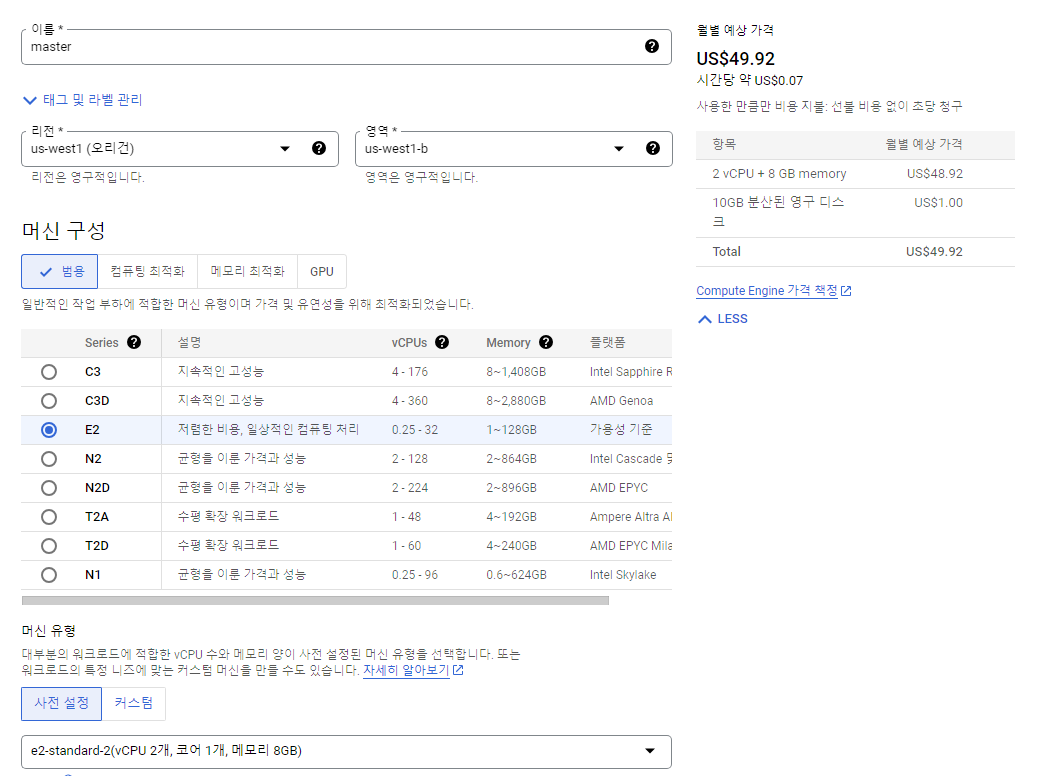 이름 *
master
태그 및 라벨 관리
리전 *
us-west1 (오리건)
리전은 영구적입니다.
영역 *
us-west1-b
영역은 영구적입니다.
머신 구성
범용
컴퓨팅 최적화
메모리 최적화
GPU
일반적인 작업 부하에 적합한 머신 유형이며 가격 및 유연성을 위해 최적화되었습니다.
Series 설명 vCPUs Memory 플랫폼
C3 지속적인 고성능 4 - 176 8~1,408GB Intel Sapphire R
C3D 지속적인 고성능 4 - 360 8~2,880GB AMD Genoa
E2 저렴한 비용, 일상적인 컴퓨팅 처리 0.25 - 32 1~128GB 가용성 기준
N2 균형을 이룬 가격과 성능 2 - 128 2~864GB Intel Cascade 및
N2D 균형을 이룬 가격과 성능 2 - 224 2~896GB AMD EPYC
T2A 수평 확장 워크로드 1 - 48 4~192GB Ampere Altra
T2D 수평 확장 워크로드 1 - 60 4~240GB AMD EPYC Mila
N1 균형을 이룬 가격과 성능 0.25 - 96 0.6~624GB Intel Skylake
머신 유형
대부분의 워크로드에 적합한 vCPU 수와 메모리 양이 사전 설정된 머신 유형을 선택합니다. 또는
워크로드의 특정 니즈에 맞는 커스텀 머신을 만들 수도 있습니다. 자세히 알아보기
사전 설정
커스텀
e2-standard-2(vCPU 2개, 코어 1개, 메모리 8GB)
월별 예상 가격
US$49.92
시간당 약 US$0.07
사용한 만큼만 비용 지불: 선불 비용 없이 초당 청구
항목 월별 예상 가격
2 vCPU + 8 GB memory US$48.92
10GB 분산된 영구 디스 US$1.00
크
Total US$49.92
Compute Engine 가격 책정
LESS